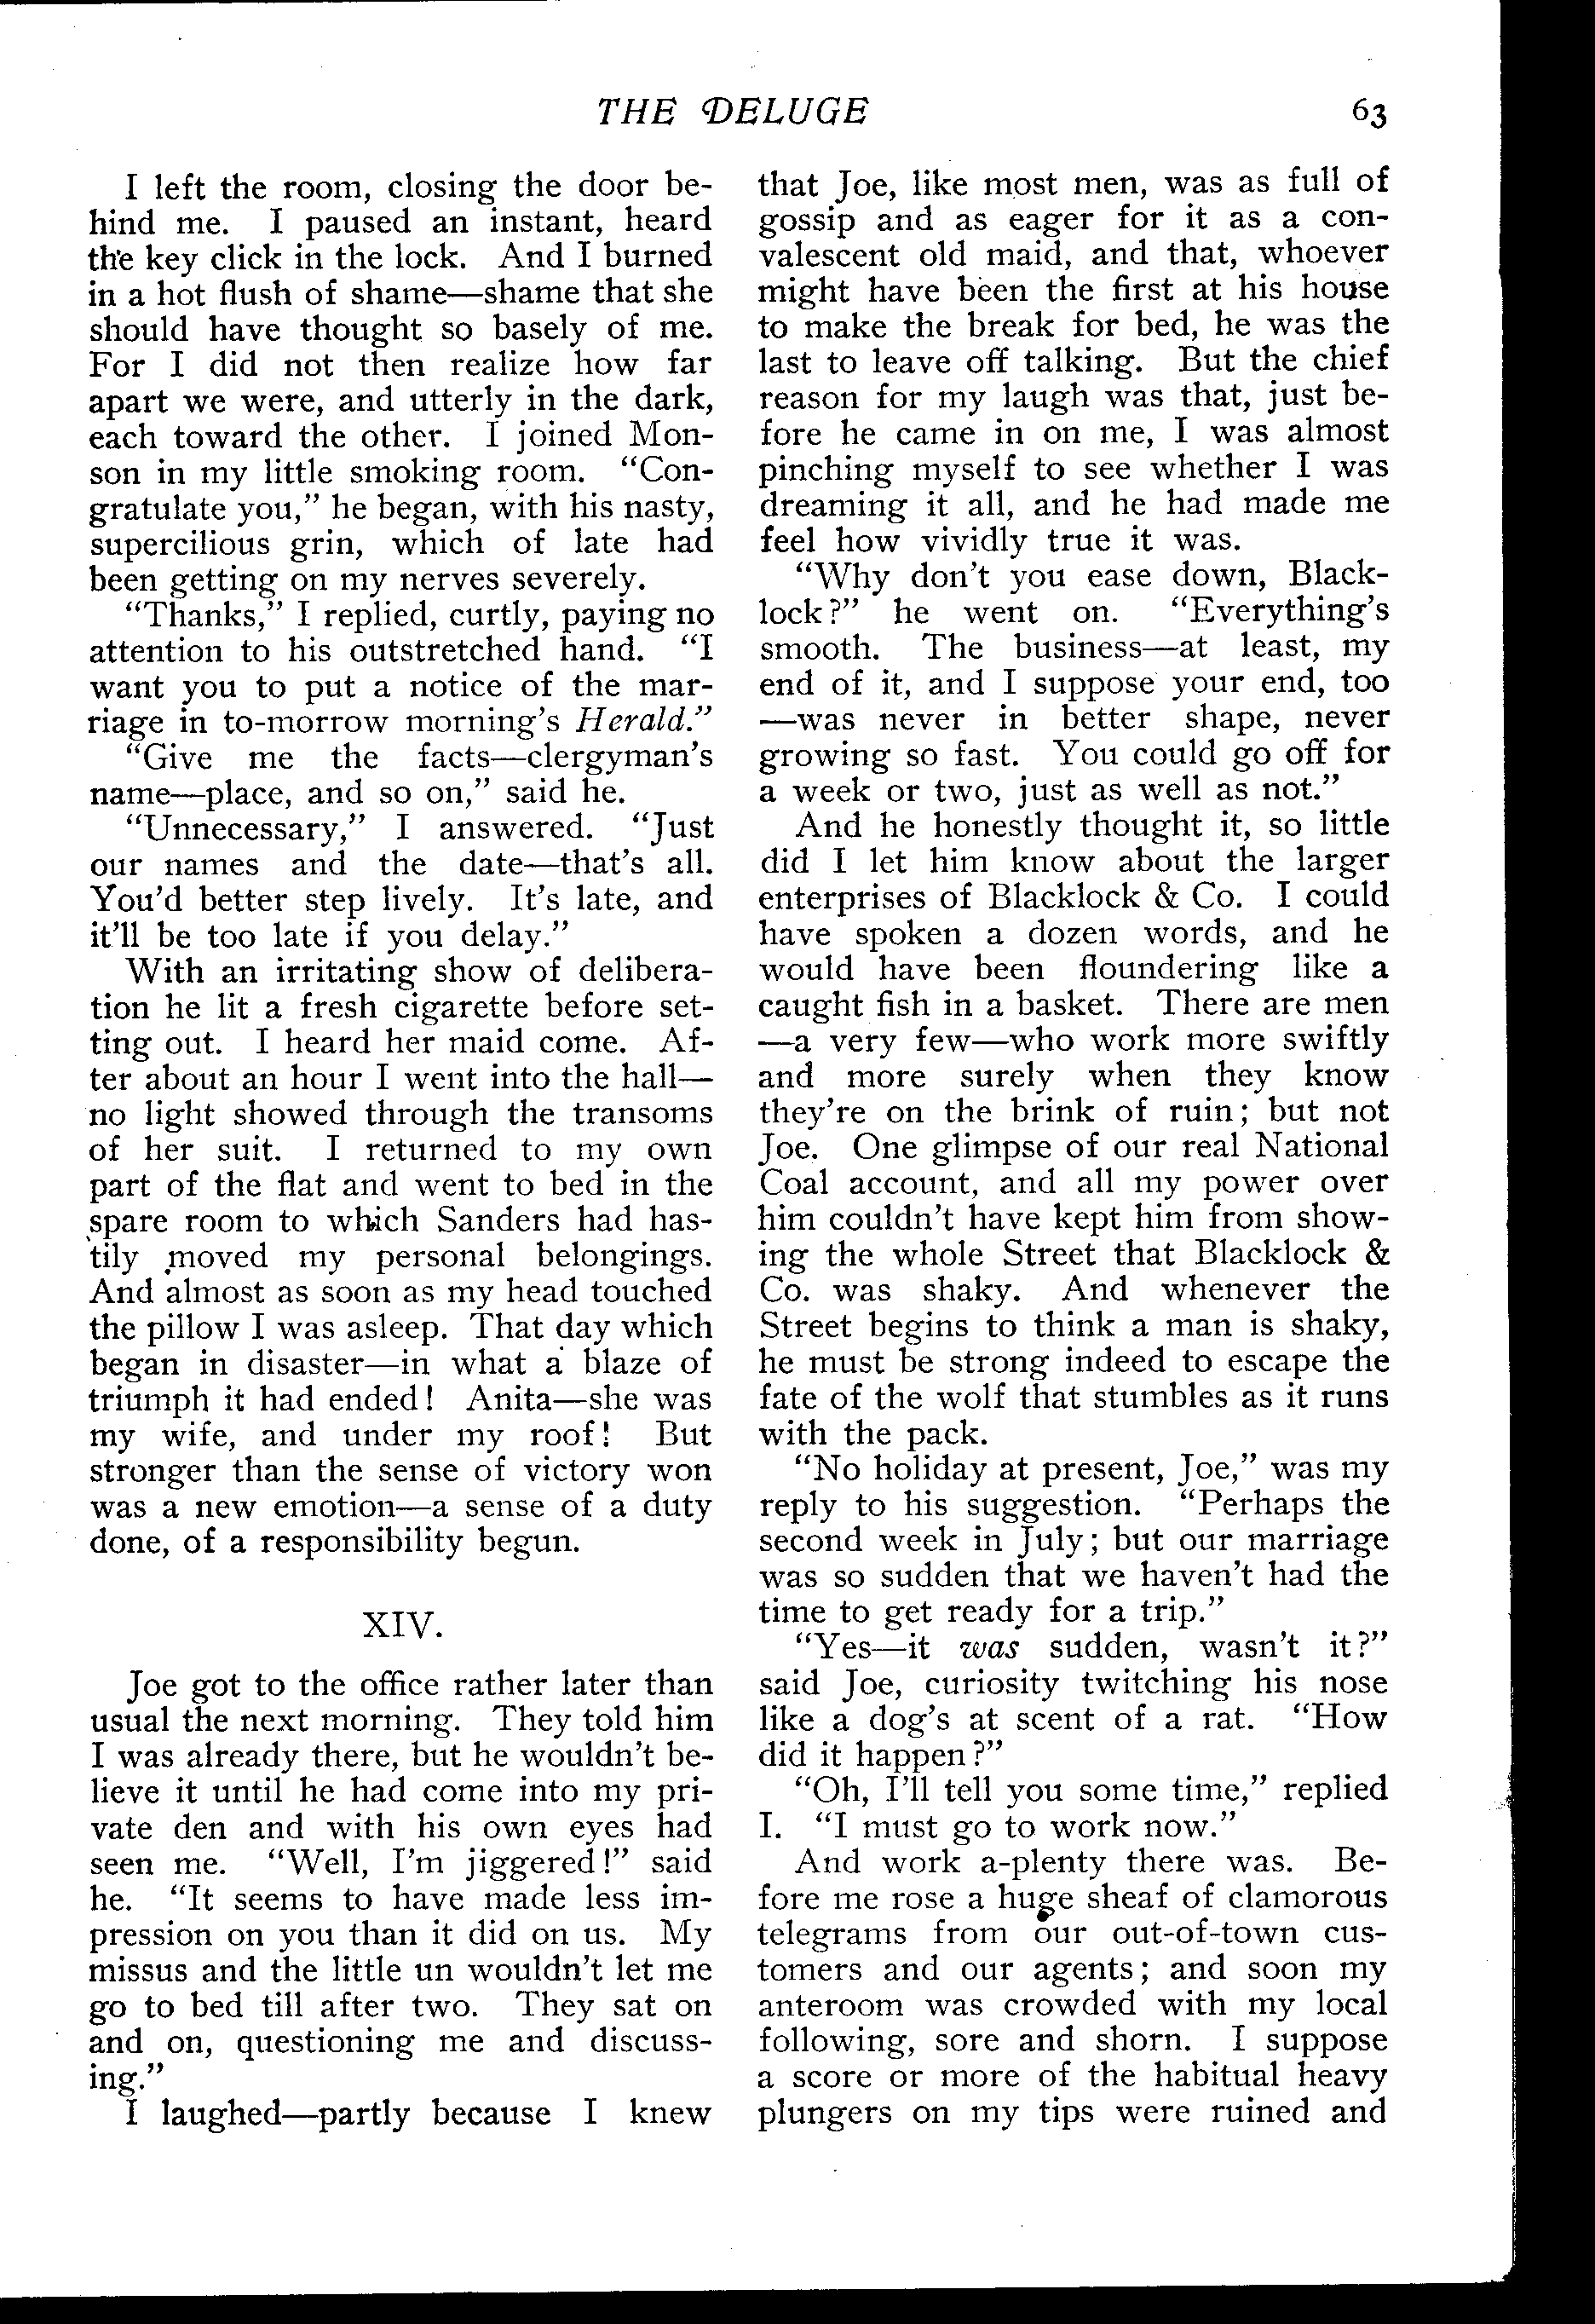 THE DELUGE 63
I left the room, closing the door be-
hind me. I paused an instant, heard
the key click in the lock. And I burned
in a hot flush of shame—shame that she
should have thought so basely of me.
For I did not then realize how far
apart we were, and utterly in the dark,
each toward the other. I joined Mon-
son in my little smoking room. "Con-
gratulate you," he began, with his nasty,
supercilious grin, which of late had
been getting on my nerves severely.
"Thanks," I replied, curtly, paying no
attention to his outstretched hand. "I
want you to put a notice of the mar-
riage in to-morrow morning's Herald."
"Give me the facts—clergyman's
name—place, and so on," said he.
"Unnecessary," I answered. "Just
our names and the date—that's all.
You'd better step lively. It's late, and
it'll be too late if you delay."
With an irritating show of delibera-
tion he lit a fresh cigarette before set-
ting out. I heard her maid come. Af-
ter about an hour I went into the hall—
no light showed through the transoms
of her suit. I returned to my own
part of the flat and went to bed in the
spare room to which Sanders had has-
tily moved my personal belongings.
And almost as soon as my head touched
the pillow I was asleep. That day which
began in disaster—in what a blaze of
triumph it had ended! Anita—she was
my wife, and under my roof! But
stronger than the sense of victory won
was a new emotion—a sense of a duty
done, of a responsibility begun.
XIV.
Joe got to the office rather later than
usual the next morning. They told him
I was already there, but he wouldn't be-
lieve it until he had come into my pri-
vate den and with his own eyes had
seen me. "Well, I'm jiggered!" said
he. "It seems to have made less im-
pression on you than it did on us. My
missus and the little un wouldn't let me
go to bed till after two. They sat on
and on, questioning me and discuss-
ing."
I laughed—partly because I knew
that Joe, like most men, was as full of
gossip and as eager for it as a con-
valescent old maid, and that, whoever
might have been the first at his house
to make the break for bed, he was the
last to leave off talking. But the chief
reason for my laugh was that, just be-
fore he came in on me, I was almost
pinching myself to see whether I was
dreaming it all, and he had made me
feel how vividly true it was.
"Why don't you ease down, Black-
lock?" he went on. "Everything's
smooth. The business—at least, my
end of it, and I suppose your end, too
—was never in better shape, never
growing so fast. You could go off for
a week or two, just as well as not."
And he honestly thought it, so little
did I let him know about the larger
enterprises of Blacklock & Co. I could
have spoken a dozen words, and he
would have been floundering like a
caught fish in a basket. There are men
—a very few—who work more swiftly
and more surely when they know
they're on the brink of ruin; but not
Joe. One glimpse of our real National
Coal account, and all my power over
him couldn't have kept him from show-
ing the whole Street that Blacklock &
Co. was shaky. And whenever the
Street begins to think a man is shaky,
he must be strong indeed to escape the
fate of the wolf that stumbles as it runs
with the pack.
"No holiday at present, Joe," was my
reply to his suggestion. "Perhaps the
second week in July; but our marriage
was so sudden that we haven't had the
time to get ready for a trip."
"Yes—it was sudden, wasn't it?"
said Joe, curiosity twitching his nose
like a dog's at scent of a rat. "How
did it happen?"
"Oh, I'll tell you some time," replied
I. "I must go to work now."
And work a-plenty there was. Be-
fore me rose a huge sheaf of clamorous
telegrams from our out-of-town cus-
tomers and our agents; and soon my
anteroom was crowded with my local
following, sore and shorn. I suppose
a score or more of the habitual heavy
plungers on my tips were ruined and